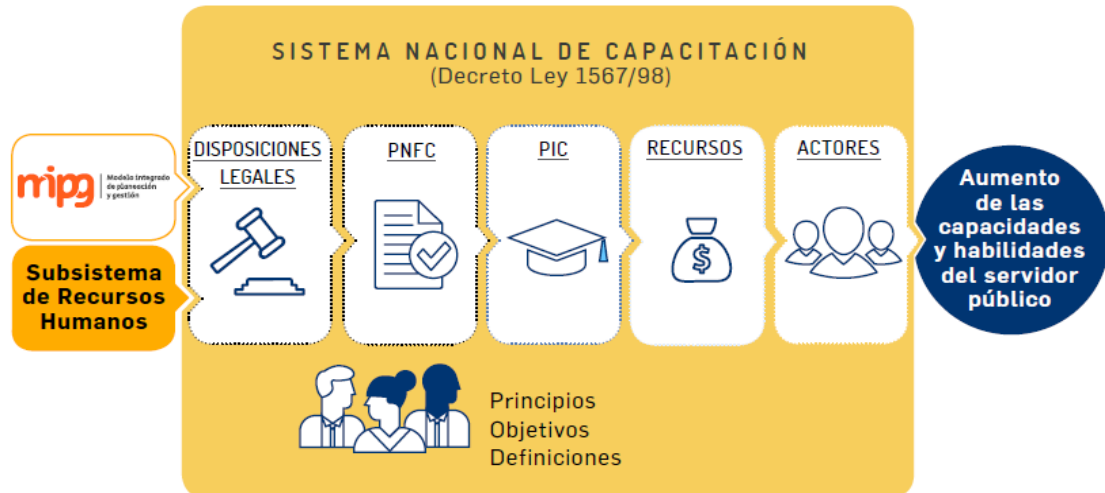 SISTEMA NACIONAL DE CAPACITACIÓN
(Decreto Ley 1567/98)
mipg
Modelo integrado
de planeación
y gestión
Subsistema
de Recursos
Humanos
DISPOSICIONES
LEGALES
PNFC
PIC
RECURSOS
$
ACTORES
Aumento
de las
capacidades
y habilidades
del servidor
público
Principios
Objetivos
Definiciones